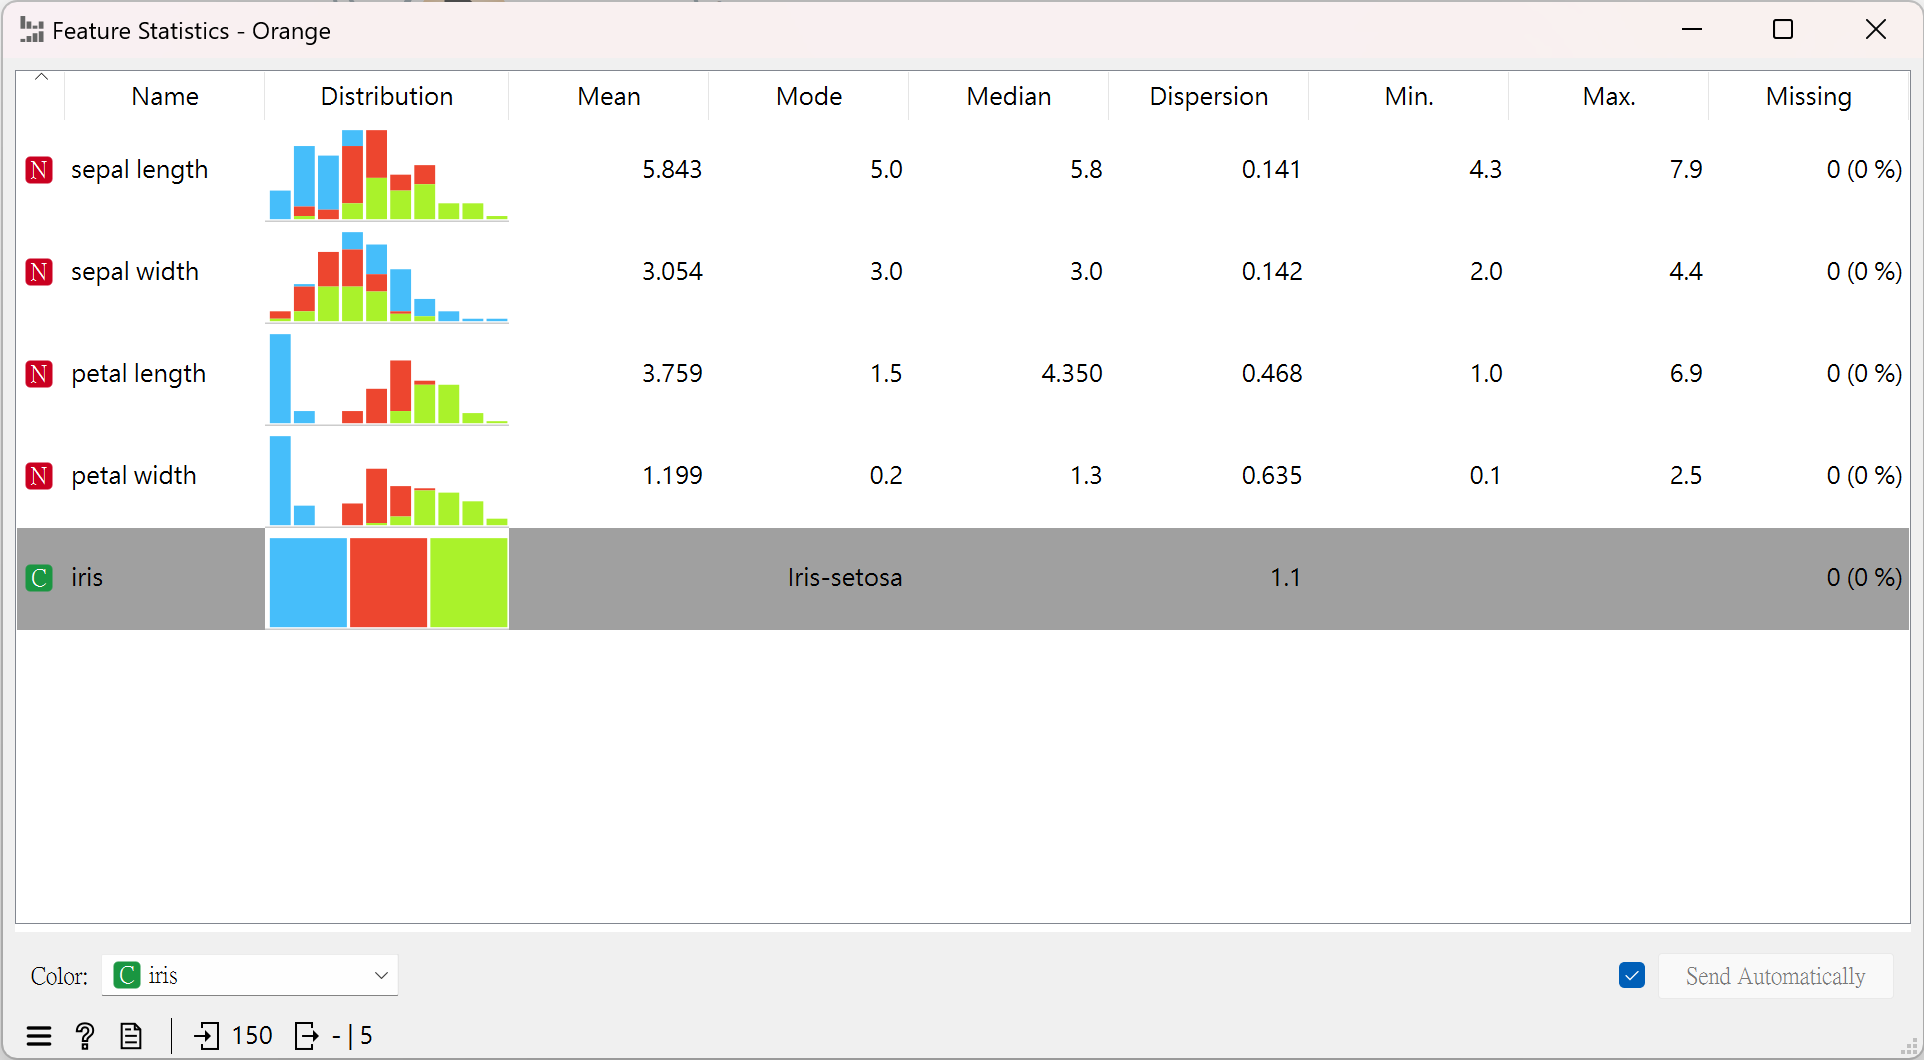 Feature Statistics - Orange
Name Distribution Mean Mode Median Dispersion Min. Max. Missing
N sepal length 5.843 5.0 5.8 0.141 4.3 7.9 0 (0 %)
N sepal width 3.054 3.0 3.0 0.142 2.0 4.4 0 (0 %)
N petal length 3.759 1.5 4.350 0.468 1.0 6.9 0 (0 %)
N petal width 1.199 0.2 1.3 0.635 0.1 2.5 0 (0 %)
C iris Iris-setosa 1.1 0 (0 %)
Color: C iris Send Automatically
? 150 - | 5